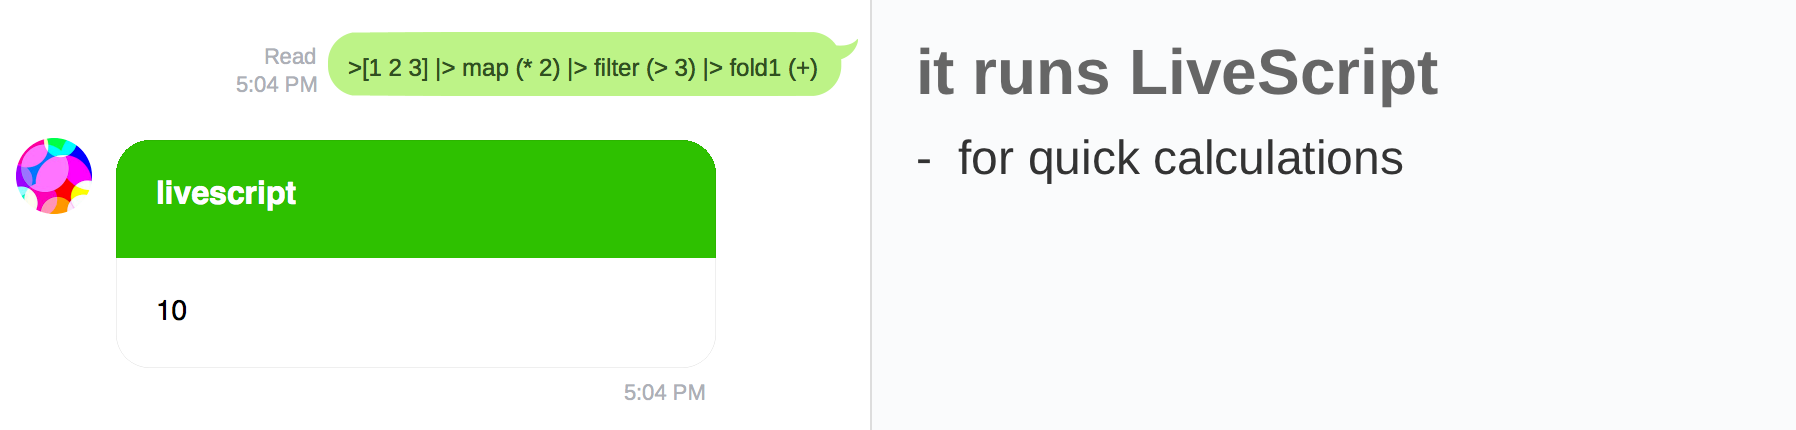 Read
5:04 PM
>[1 2 3] |> map (* 2) |> filter (> 3) |> fold1 (+)
livescript
10
5:04 PM
it runs LiveScript
- for quick calculations